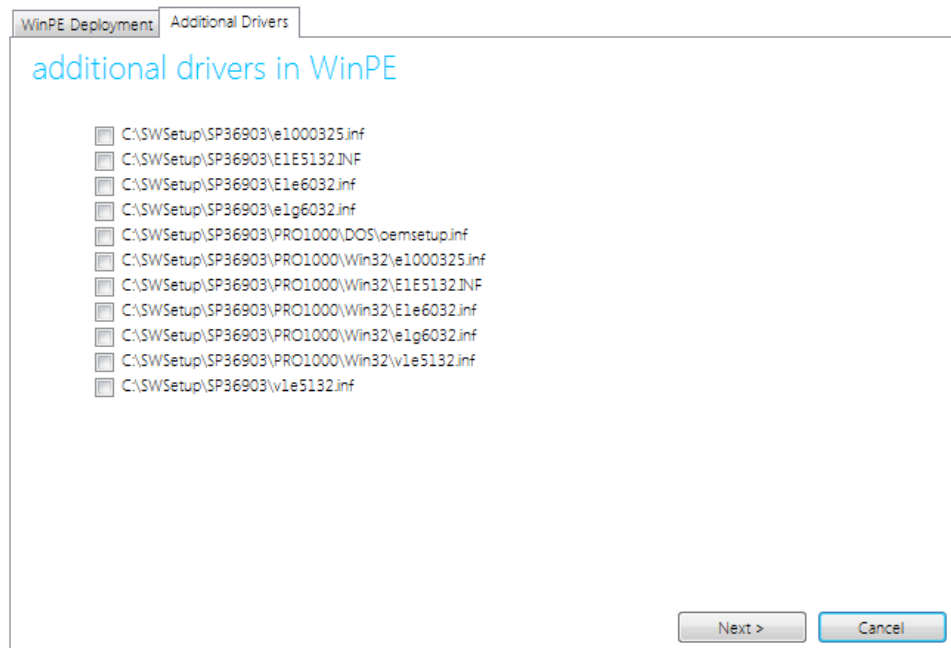 WinPE Deployment Additional Drivers
additional drivers in WinPE
C:\SWSetup\SP36903\e1000325.inf
C:\SWSetup\SP36903\E1E5132.INF
C:\SWSetup\SP36903\E1e6032.inf
C:\SWSetup\SP36903\e1g6032.inf
C:\SWSetup\SP36903\PRO1000\DOS\oemsetup.inf
C:\SWSetup\SP36903\PRO1000\Win32\e1000325.inf
C:\SWSetup\SP36903\PRO1000\Win32\E1E5132.INF
C:\SWSetup\SP36903\PRO1000\Win32\E1e6032.inf
C:\SWSetup\SP36903\PRO1000\Win32\e1g6032.inf
C:\SWSetup\SP36903\PRO1000\Win32\v1e5132.inf
C:\SWSetup\SP36903\v1e5132.inf
Next > Cancel